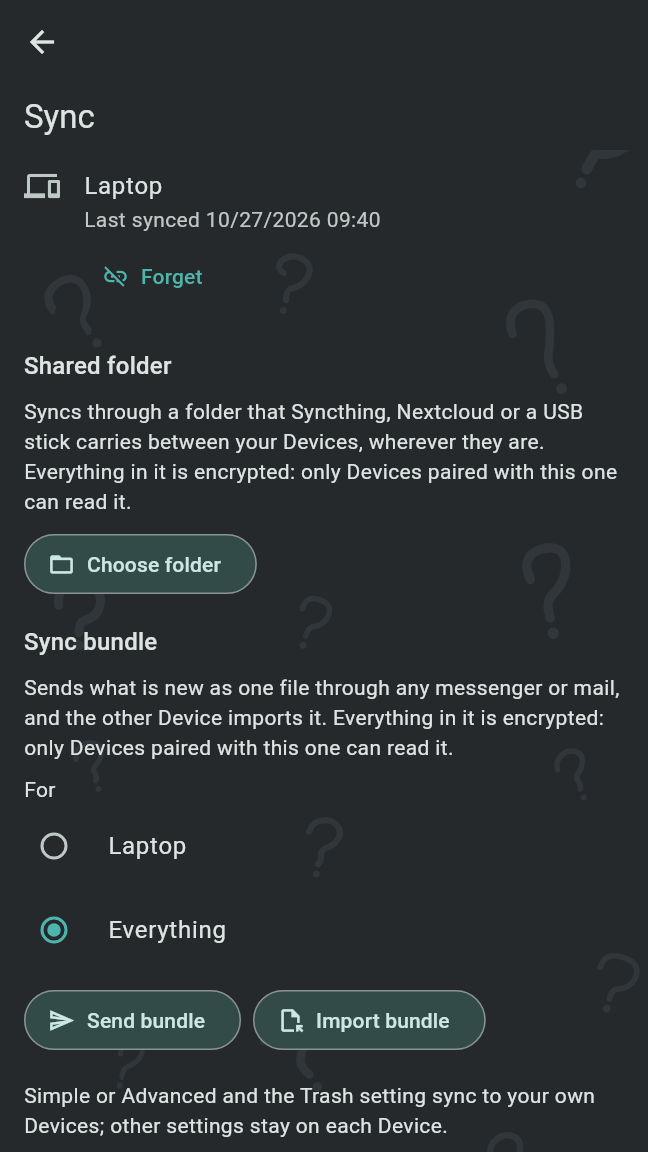 Sync
Laptop
Last synced 10/27/2026 09:40
Forget
Shared folder
Syncs through a folder that Syncthing, Nextcloud or a USB
stick carries between your Devices, wherever they are.
Everything in it is encrypted: only Devices paired with this one
can read it.
Choose folder
Sync bundle
Sends what is new as one file through any messenger or mail,
and the other Device imports it. Everything in it is encrypted:
only Devices paired with this one can read it.
For
Laptop
Everything
Send bundle
Import bundle
Simple or Advanced and the Trash setting sync to your own
Devices; other settings stay on each Device.